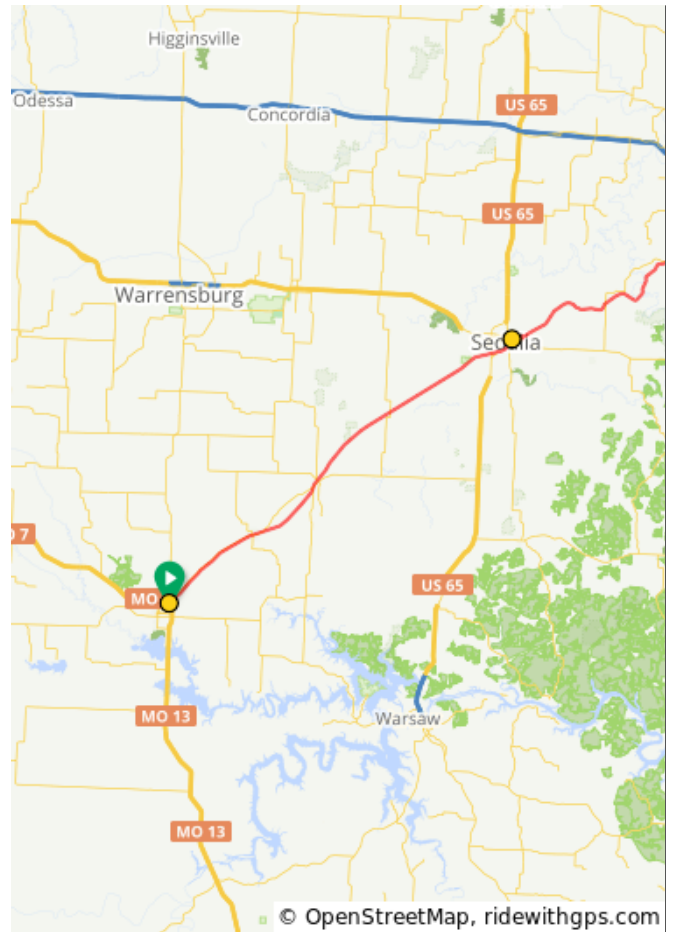 Higginsville
Odessa
US 65
Concordia
US 65
Warrensburg
Sedalia
7
MO
US 65
MO 13
Warsaw
MO 13
© OpenStreetMap, ridewithgps.com